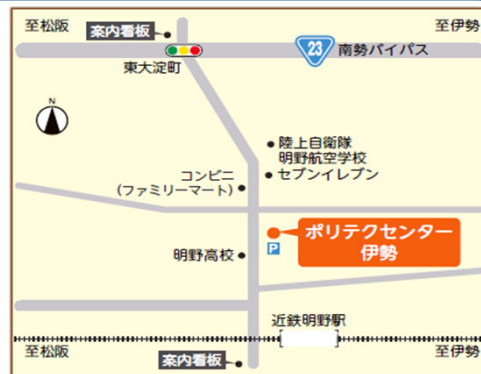 至松阪
案内看板
至伊勢
23
南勢バイパス
東大淀町
N
陸上自衛隊
明野航空学校
セブンイレブン
コンビニ
(ファミリーマート)
ポリテクセンター
伊勢
P
明野高校
近鉄明野駅
至松阪
至伊勢
案内看板